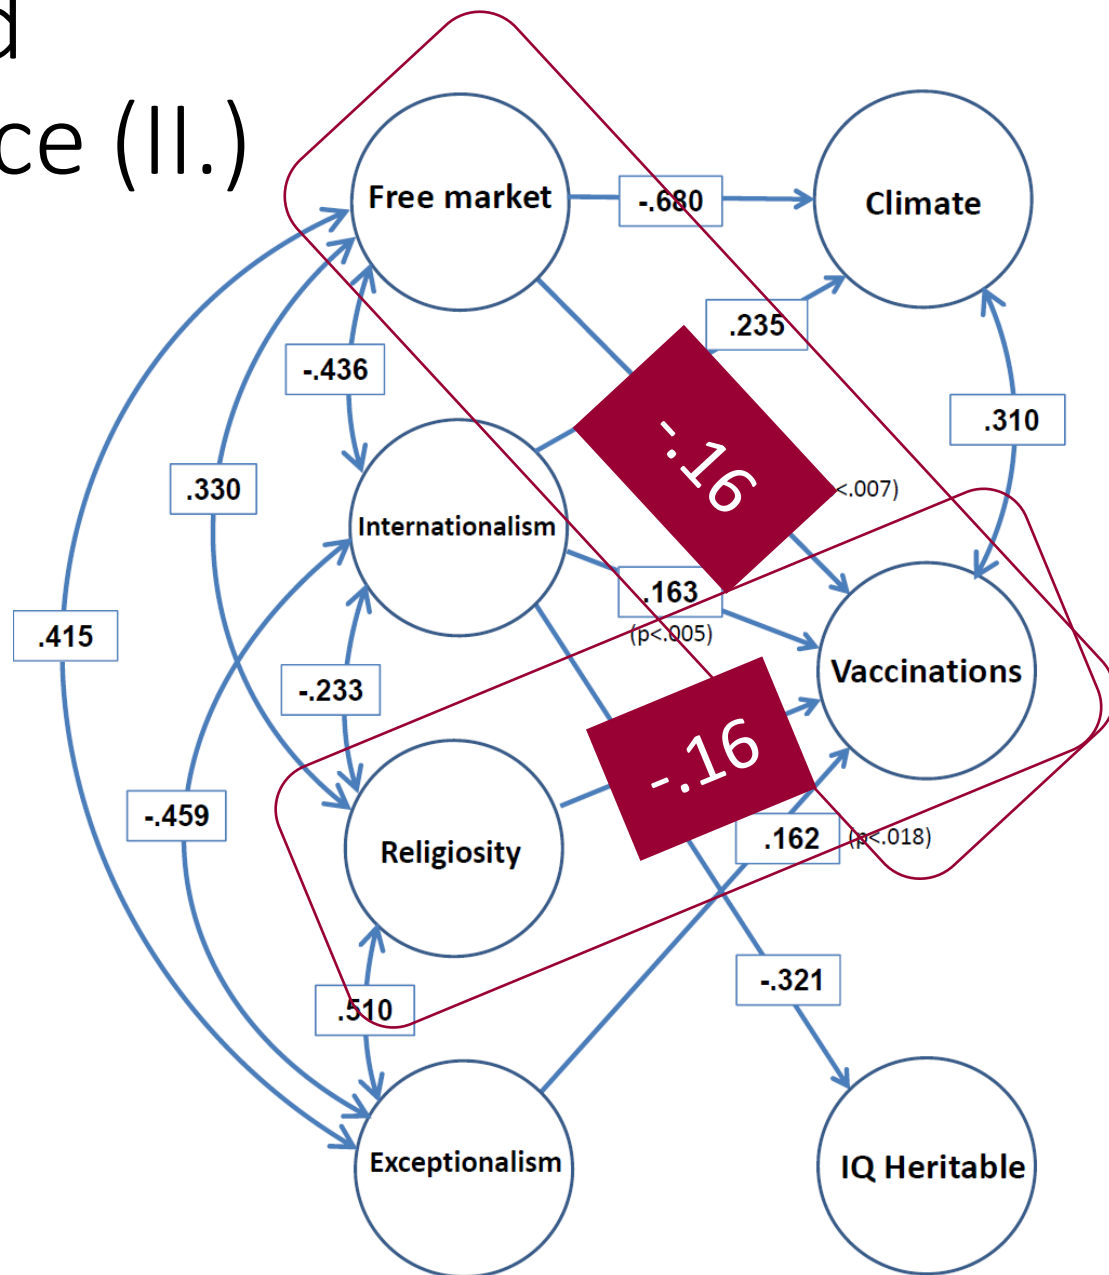 d
ce (II.)
Free market
-.680
Climate
.235
-.436
.310
.330
-.16
<.007)
Internationalism
.163
(p<.005)
.415
-.233
Vaccinations
-.16
-.459
.162
(p<.018)
Religiosity
-.321
.510
Exceptionalism
IQ Heritable